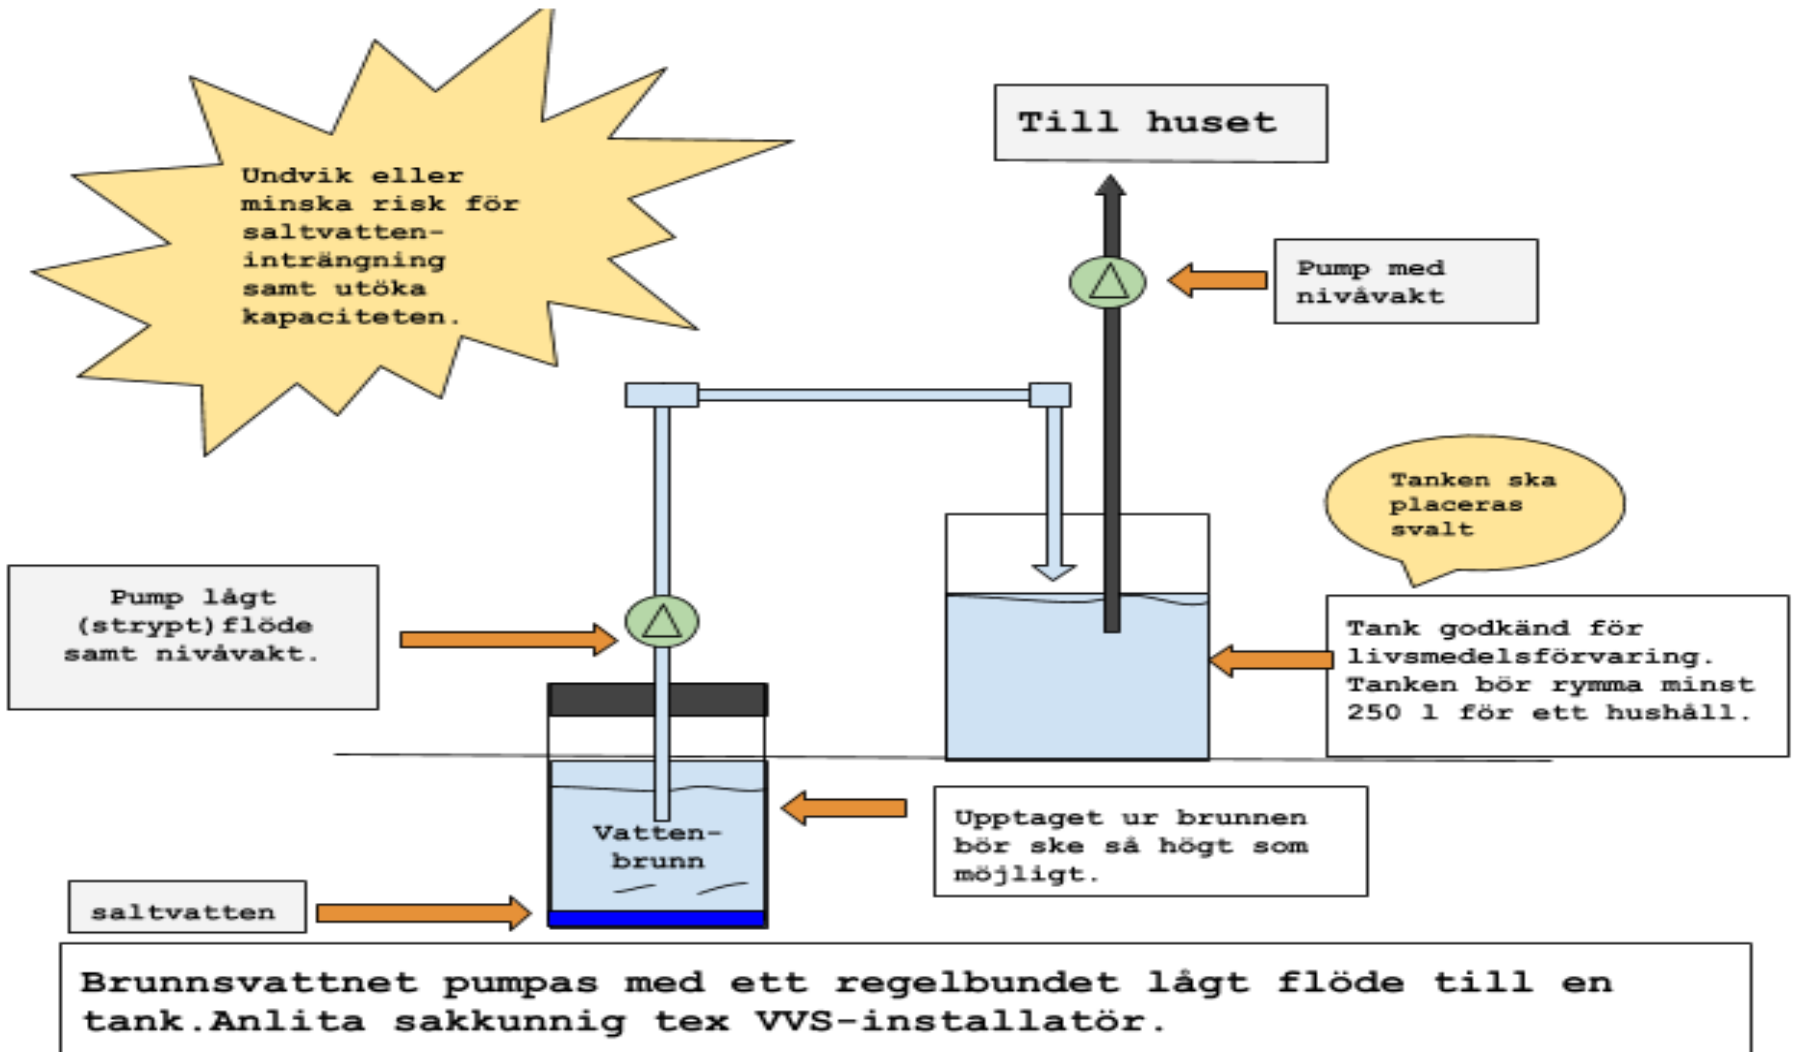 Undvik eller
minska risk för
saltvatten-
inträngning
samt utöka
kapaciteten.
Till huset
Pump med
nivåvakt
Tanken ska
placeras
svalt
Pump lågt
(strypt)flöde
samt nivåvakt.
Tank godkänd för
livsmedelsförvaring.
Tanken bör rymma minst
250 l för ett hushåll.
Vatten-
brunn
Upptaget ur brunnen
bör ske så högt som
möjligt.
saltvatten
Brunnsvattnet pumpas med ett regelbundet lågt flöde till en
tank.Anlita sakkunnig tex VVS-installatör.